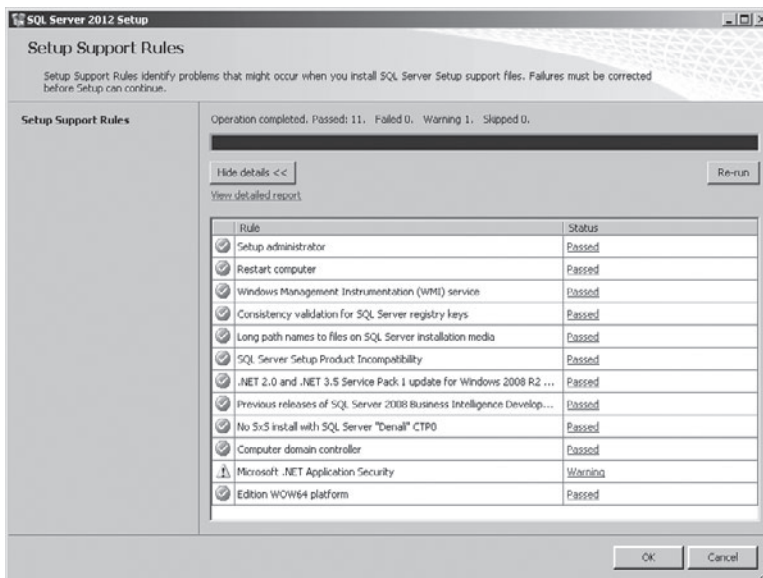 SQL Server 2012 Setup
Setup Support Rules
Setup Support Rules identify problems that might occur when you install SQL Server Setup support files. Failures must be corrected
before Setup can continue.
Setup Support Rules
Operation completed. Passed: 11. Failed 0. Warning 1. Skipped 0.
Hide details <<
Re-run
View detailed report
Rule Status
Setup administrator Passed
Restart computer Passed
Windows Management Instrumentation (WMI) service Passed
Consistency validation for SQL Server registry keys Passed
Long path names to files on SQL Server installation media Passed
SQL Server Setup Product Incompatibility Passed
.NET 2.0 and .NET 3.5 Service Pack 1 update for Windows 2008 R2 ... Passed
Previous releases of SQL Server 2008 Business Intelligence Develop... Passed
No SxS install with SQL Server "Denali" CTP0 Passed
Computer domain controller Passed
Microsoft .NET Application Security Warning
Edition WOW64 platform Passed
OK Cancel